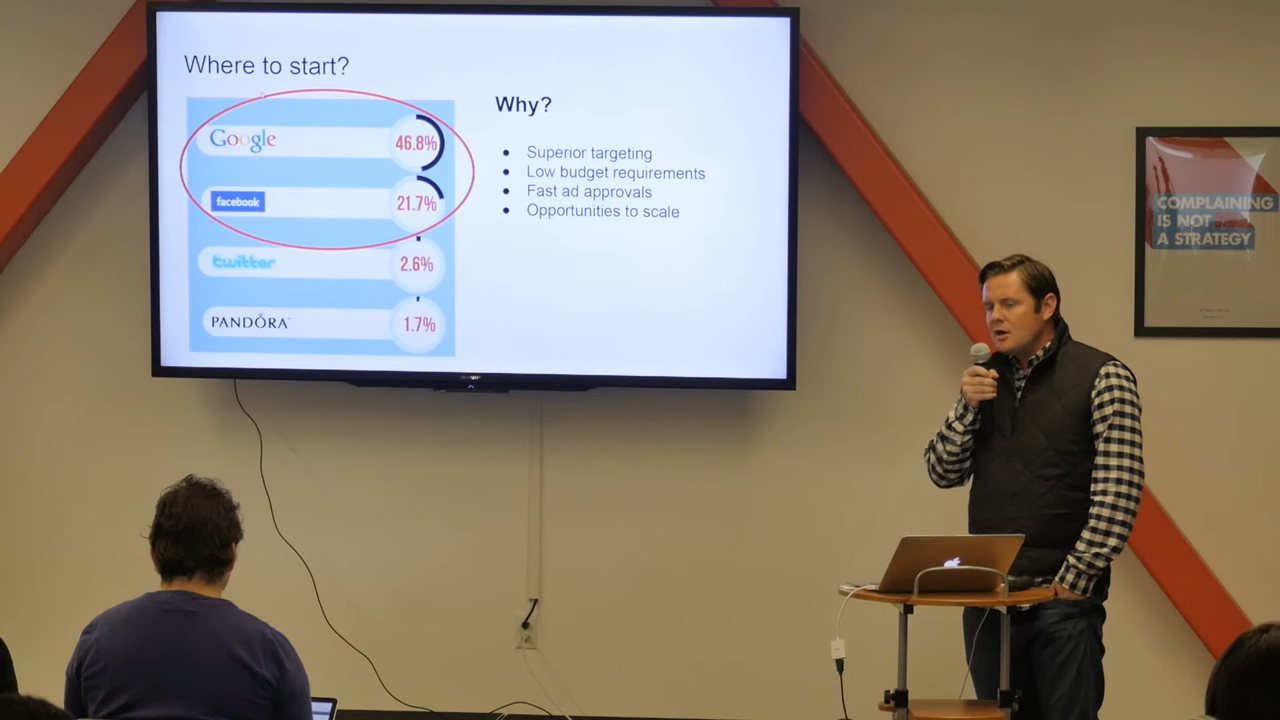 Where to start?
Google 46.8%
facebook 21.7%
twitter 2.6%
PANDORA 1.7%
Why?
• Superior targeting
• Low budget requirements
• Fast ad approvals
• Opportunities to scale
COMPLAINING
IS NOT
A STRATEGY